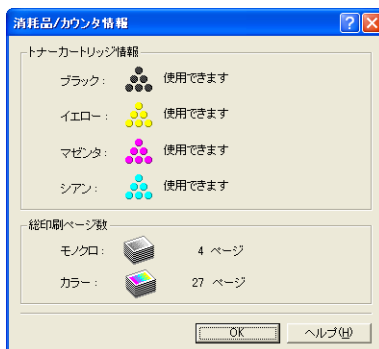 消耗品/カウンタ情報
トナーカートリッジ情報
ブラック: 使用できます
イエロー: 使用できます
マゼンタ: 使用できます
シアン: 使用できます
総印刷ページ数
モノクロ: 4 ページ
カラー: 27 ページ
OK ヘルプ(H)